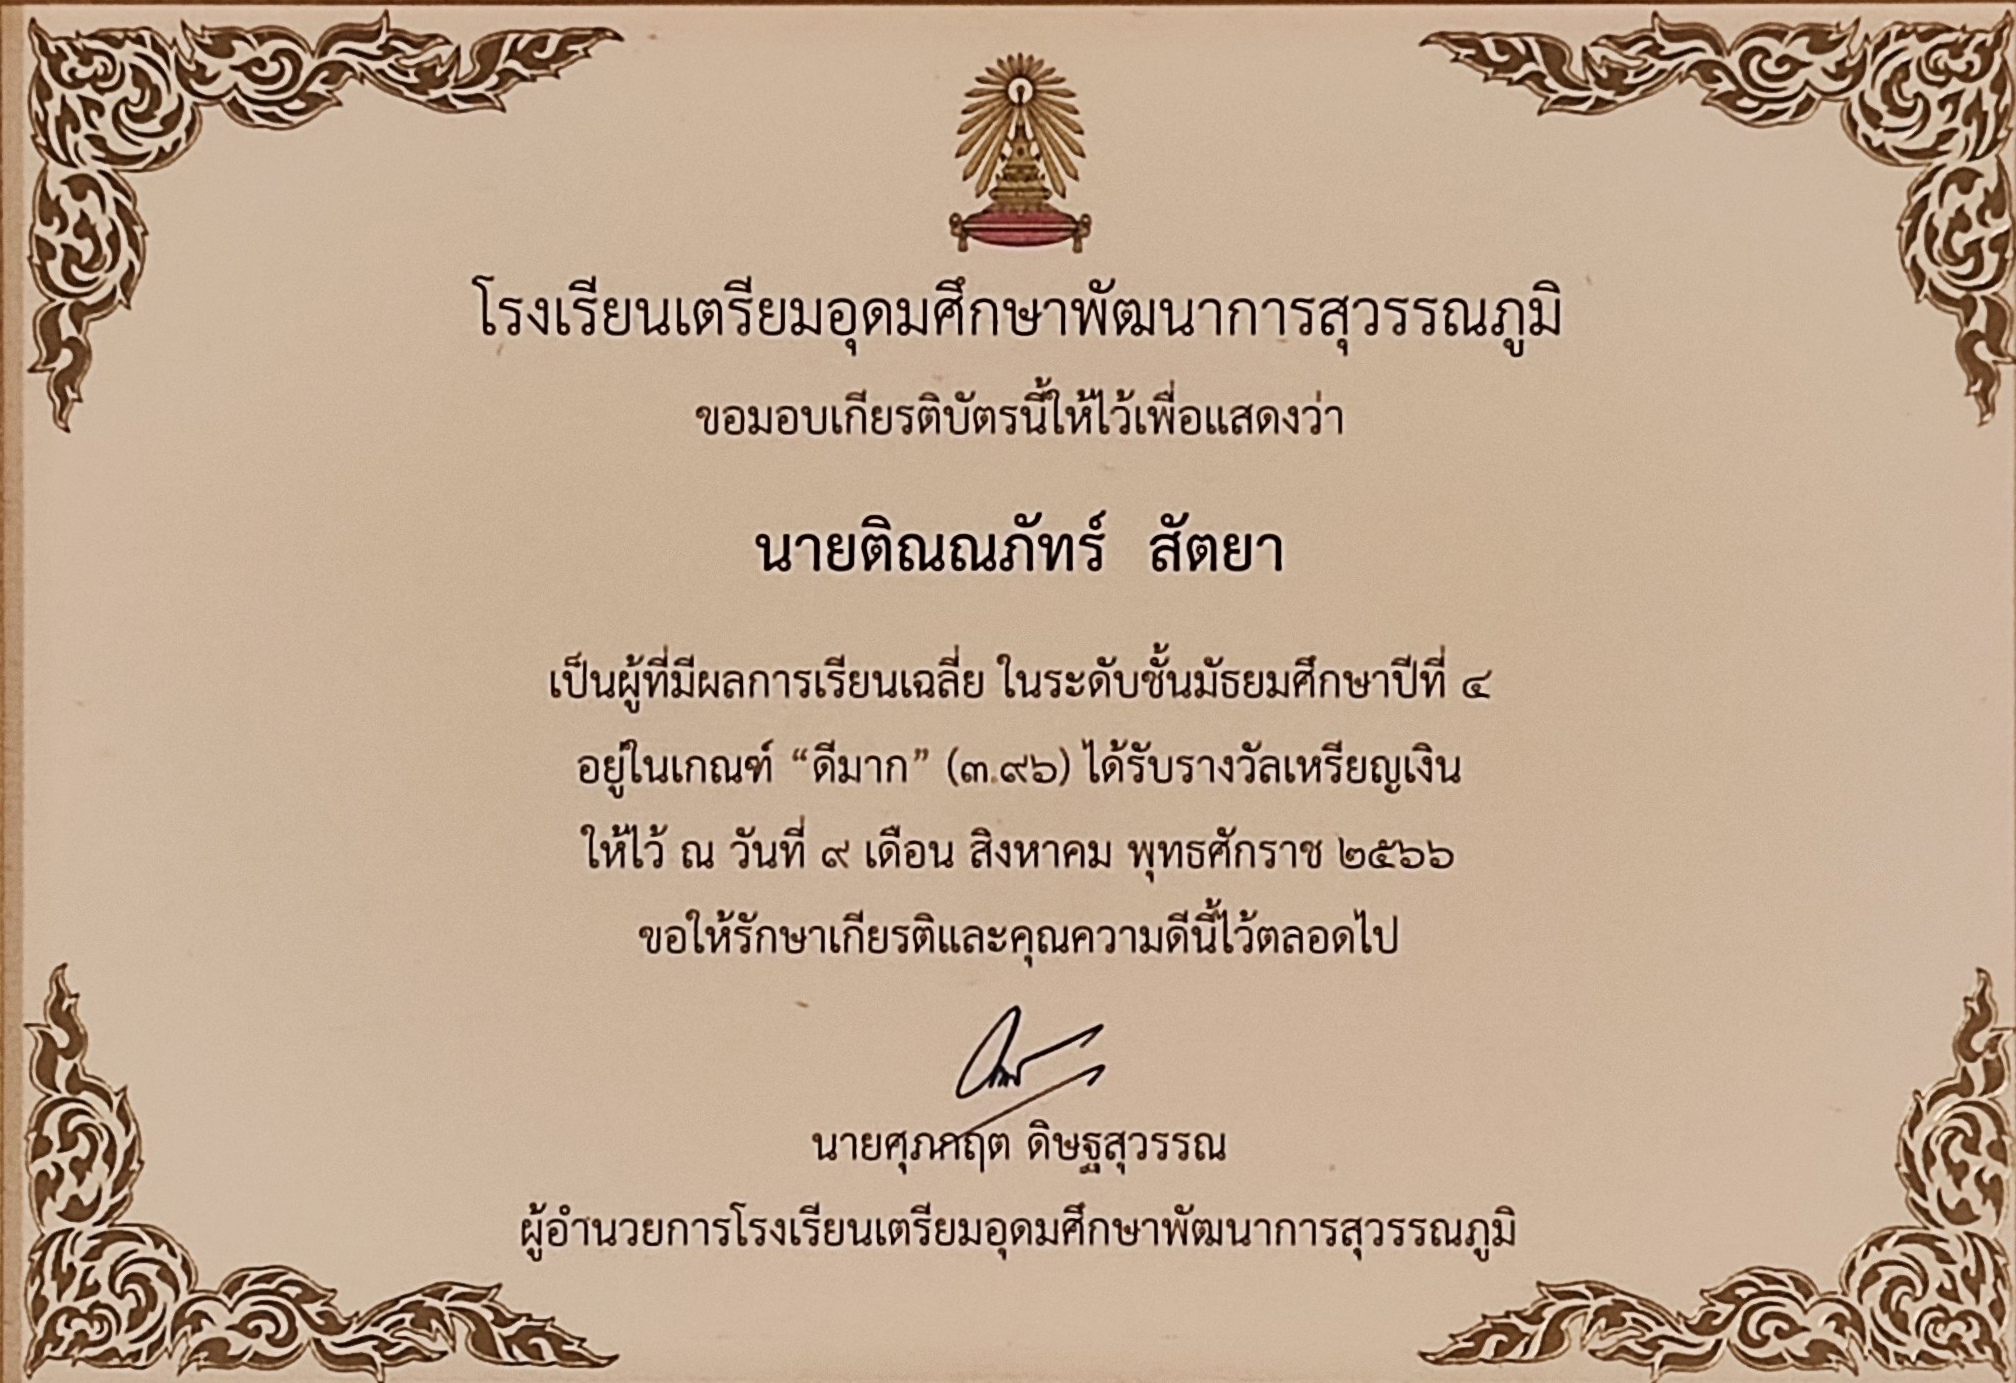 โรงเรียนเตรียมอุดมศึกษาพัฒนาการสุวรรณภูมิ
ขอมอบเกียรติบัตรนี้ให้ไว้เพื่อแสดงว่า
นายติณณภัทร์ สัตยา
เป็นผู้ที่มีผลการเรียนเฉลี่ย ในระดับชั้นมัธยมศึกษาปีที่ ๔
อยู่ในเกณฑ์ “ดีมาก” (๓.๙๖) ได้รับรางวัลเหรียญเงิน
ให้ไว้ ณ วันที่ ๙ เดือน สิงหาคม พุทธศักราช ๒๕๖๖
ขอให้รักษาเกียรติและคุณความดีนี้ไว้ตลอดไป
นายศุภกฤต ดิษฐสุวรรณ
ผู้อำนวยการโรงเรียนเตรียมอุดมศึกษาพัฒนาการสุวรรณภูมิ